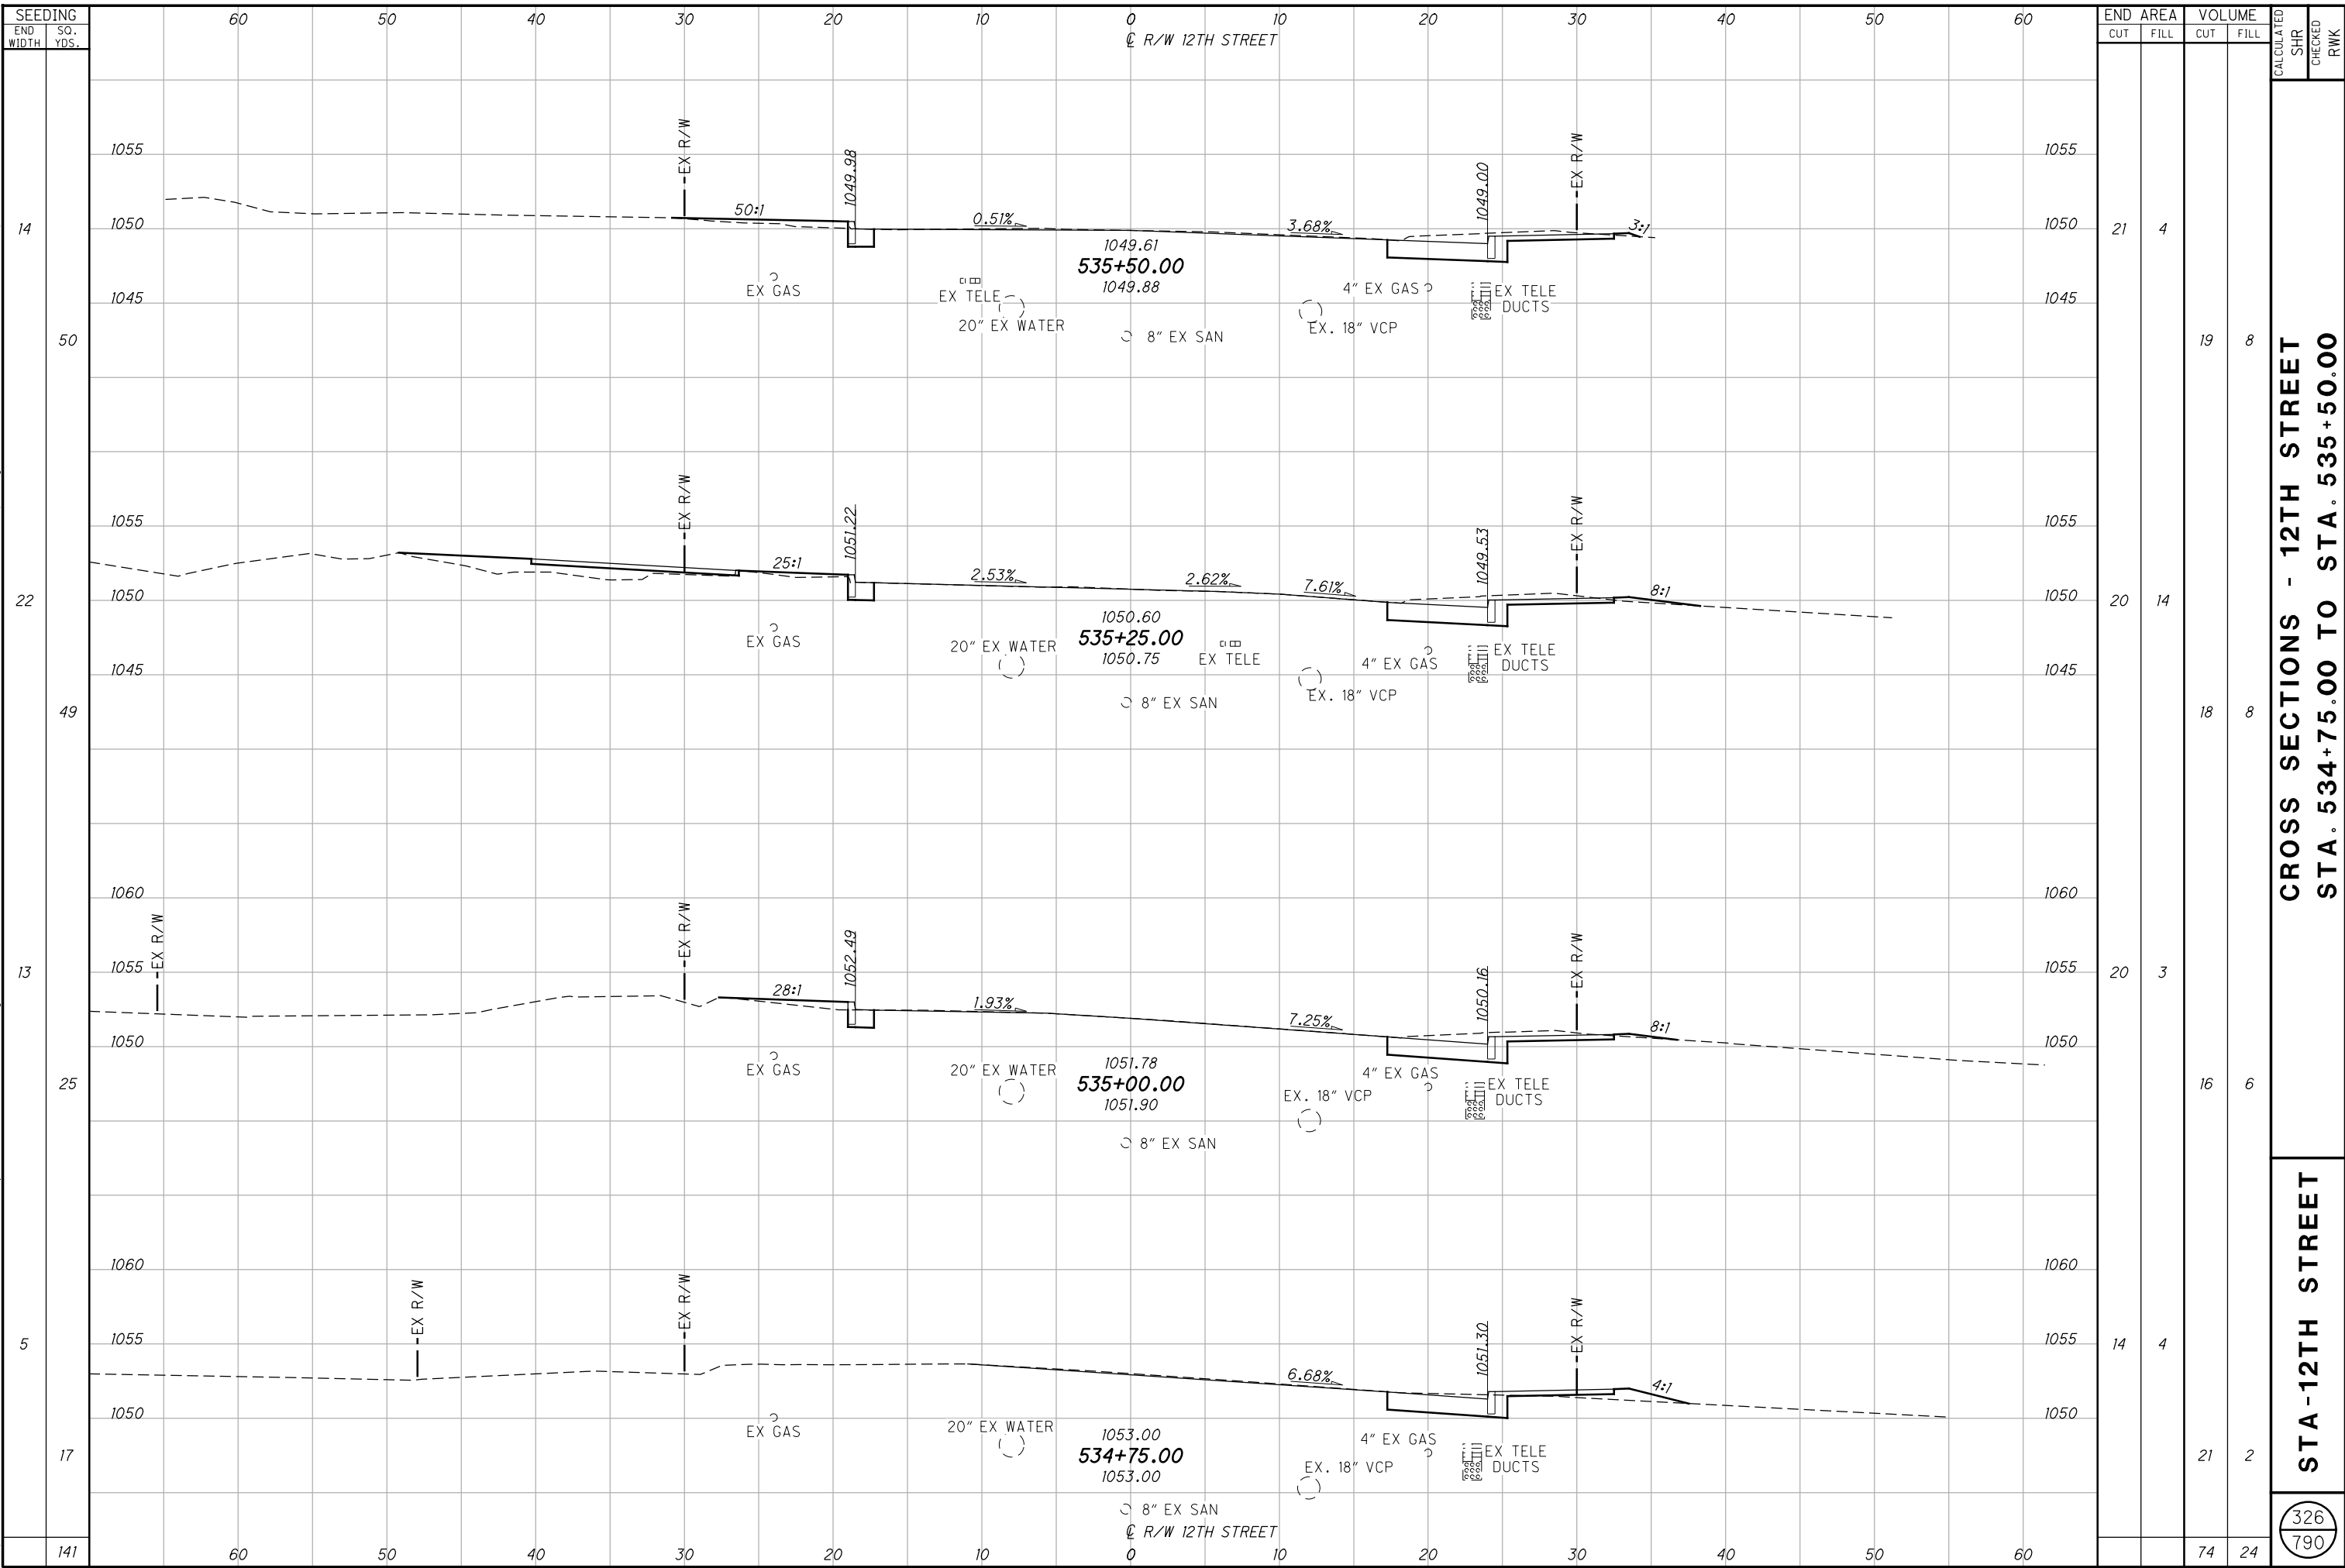 SEEDING
END WIDTH
SQ. YDS.
60 50 40 30 20 10 0 10 20 30 40 50 60
℄ R/W 12TH STREET
END AREA
VOLUME
CUT FILL CUT FILL
CALCULATED
SHR
CHECKED
RWK
EX R/W
1049.98
1049.00
EX R/W
1055 1055
50:1
0.51%
3.68%
3:1
14
1050 1050
21 4
1049.61
535+50.00
1049.88
EX GAS
EX TELE
20" EX WATER
8" EX SAN
4" EX GAS
EX. 18" VCP
EX TELE
DUCTS
1045 1045
50
19 8
EX R/W
1051.22
1049.53
EX R/W
1055 1055
25:1
2.53%
2.62%
7.61%
8:1
22
1050 1050
20 14
1050.60
535+25.00
1050.75
EX GAS
20" EX WATER
EX TELE
4" EX GAS
EX TELE
DUCTS
1045 1045
EX. 18" VCP
8" EX SAN
49
18 8
1060 1060
EX R/W
EX R/W
1052.49
1050.16
EX R/W
13
1055 1055
20 3
28:1
1.93%
7.25%
8:1
1050 1050
1051.78
535+00.00
1051.90
EX GAS
20" EX WATER
4" EX GAS
EX. 18" VCP
EX TELE
DUCTS
8" EX SAN
25
16 6
1060 1060
EX R/W
EX R/W
1051.30
EX R/W
5
1055 1055
14 4
6.68%
4:1
1050 1050
EX GAS
20" EX WATER
1053.00
534+75.00
1053.00
4" EX GAS
EX. 18" VCP
EX TELE
DUCTS
17
21 2
8" EX SAN
℄ R/W 12TH STREET
141
60 50 40 30 20 10 0 10 20 30 40 50 60
74 24
CROSS SECTIONS - 12TH STREET
STA. 534+75.00 TO STA. 535+50.00
STA-12TH STREET
326
790